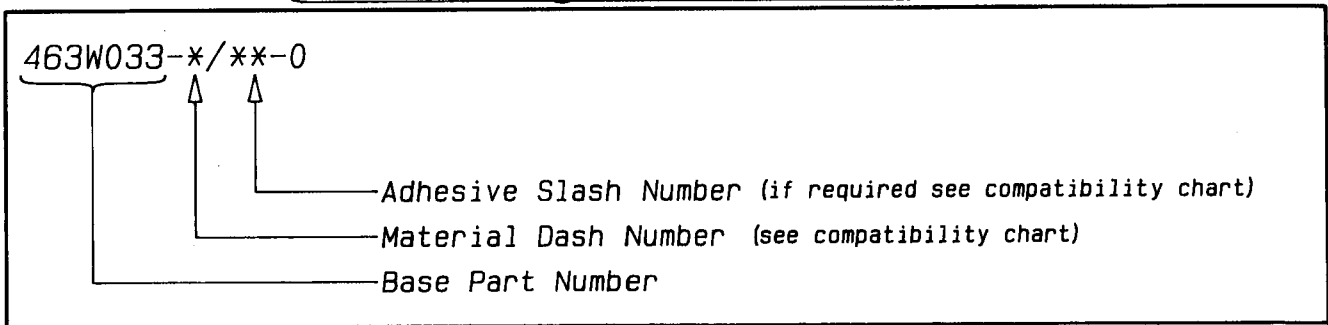 463W033-*/**-0
Adhesive Slash Number (if required see compatibility chart)
Material Dash Number (see compatibility chart)
Base Part Number